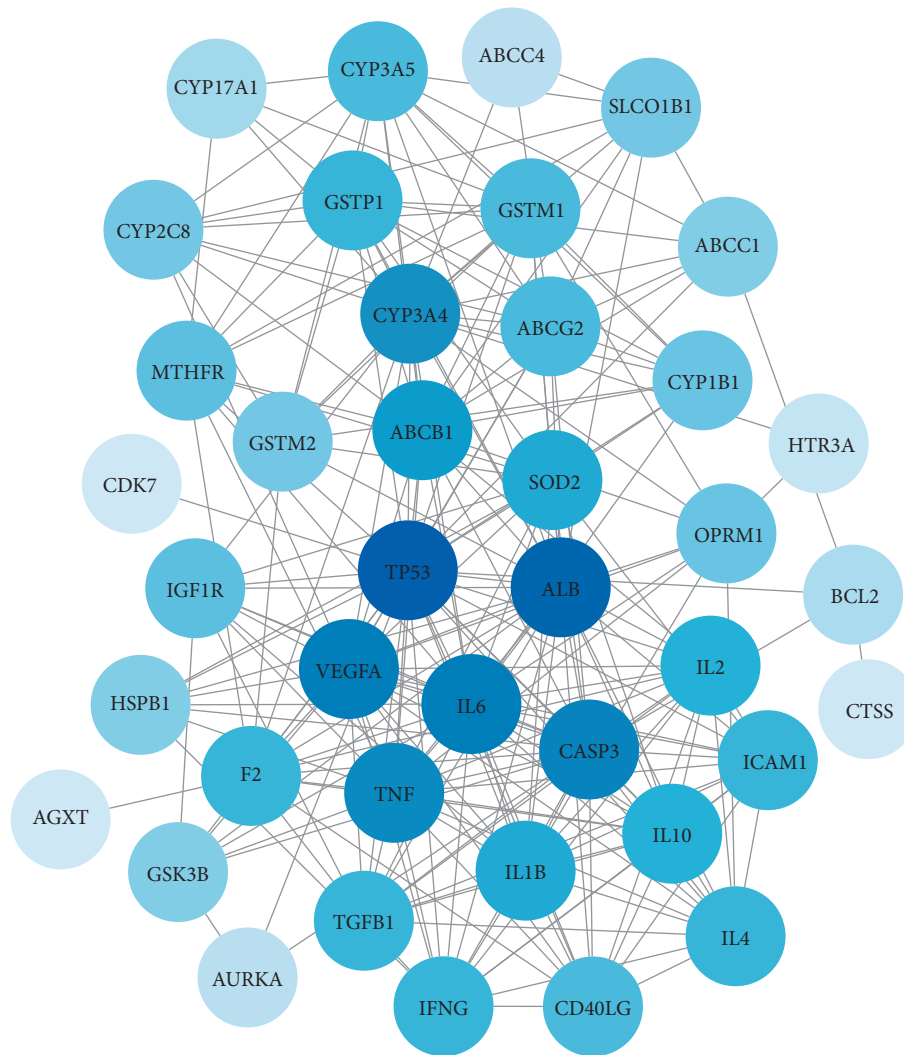 ABCC4
CYP3A5
CYP17A1
SLCO1B1
GSTP1
GSTM1
CYP2C8
ABCC1
CYP3A4
ABCG2
MTHFR
CYP1B1
ABCB1
GSTM2
HTR3A
CDK7
SOD2
OPRM1
TP53
IGF1R
ALB
BCL2
VEGFA
IL2
HSPB1
IL6
CTSS
CASP3
ICAM1
F2
TNF
AGXT
IL10
GSK3B
IL1B
TGFB1
IL4
AURKA
IFNG
CD40LG